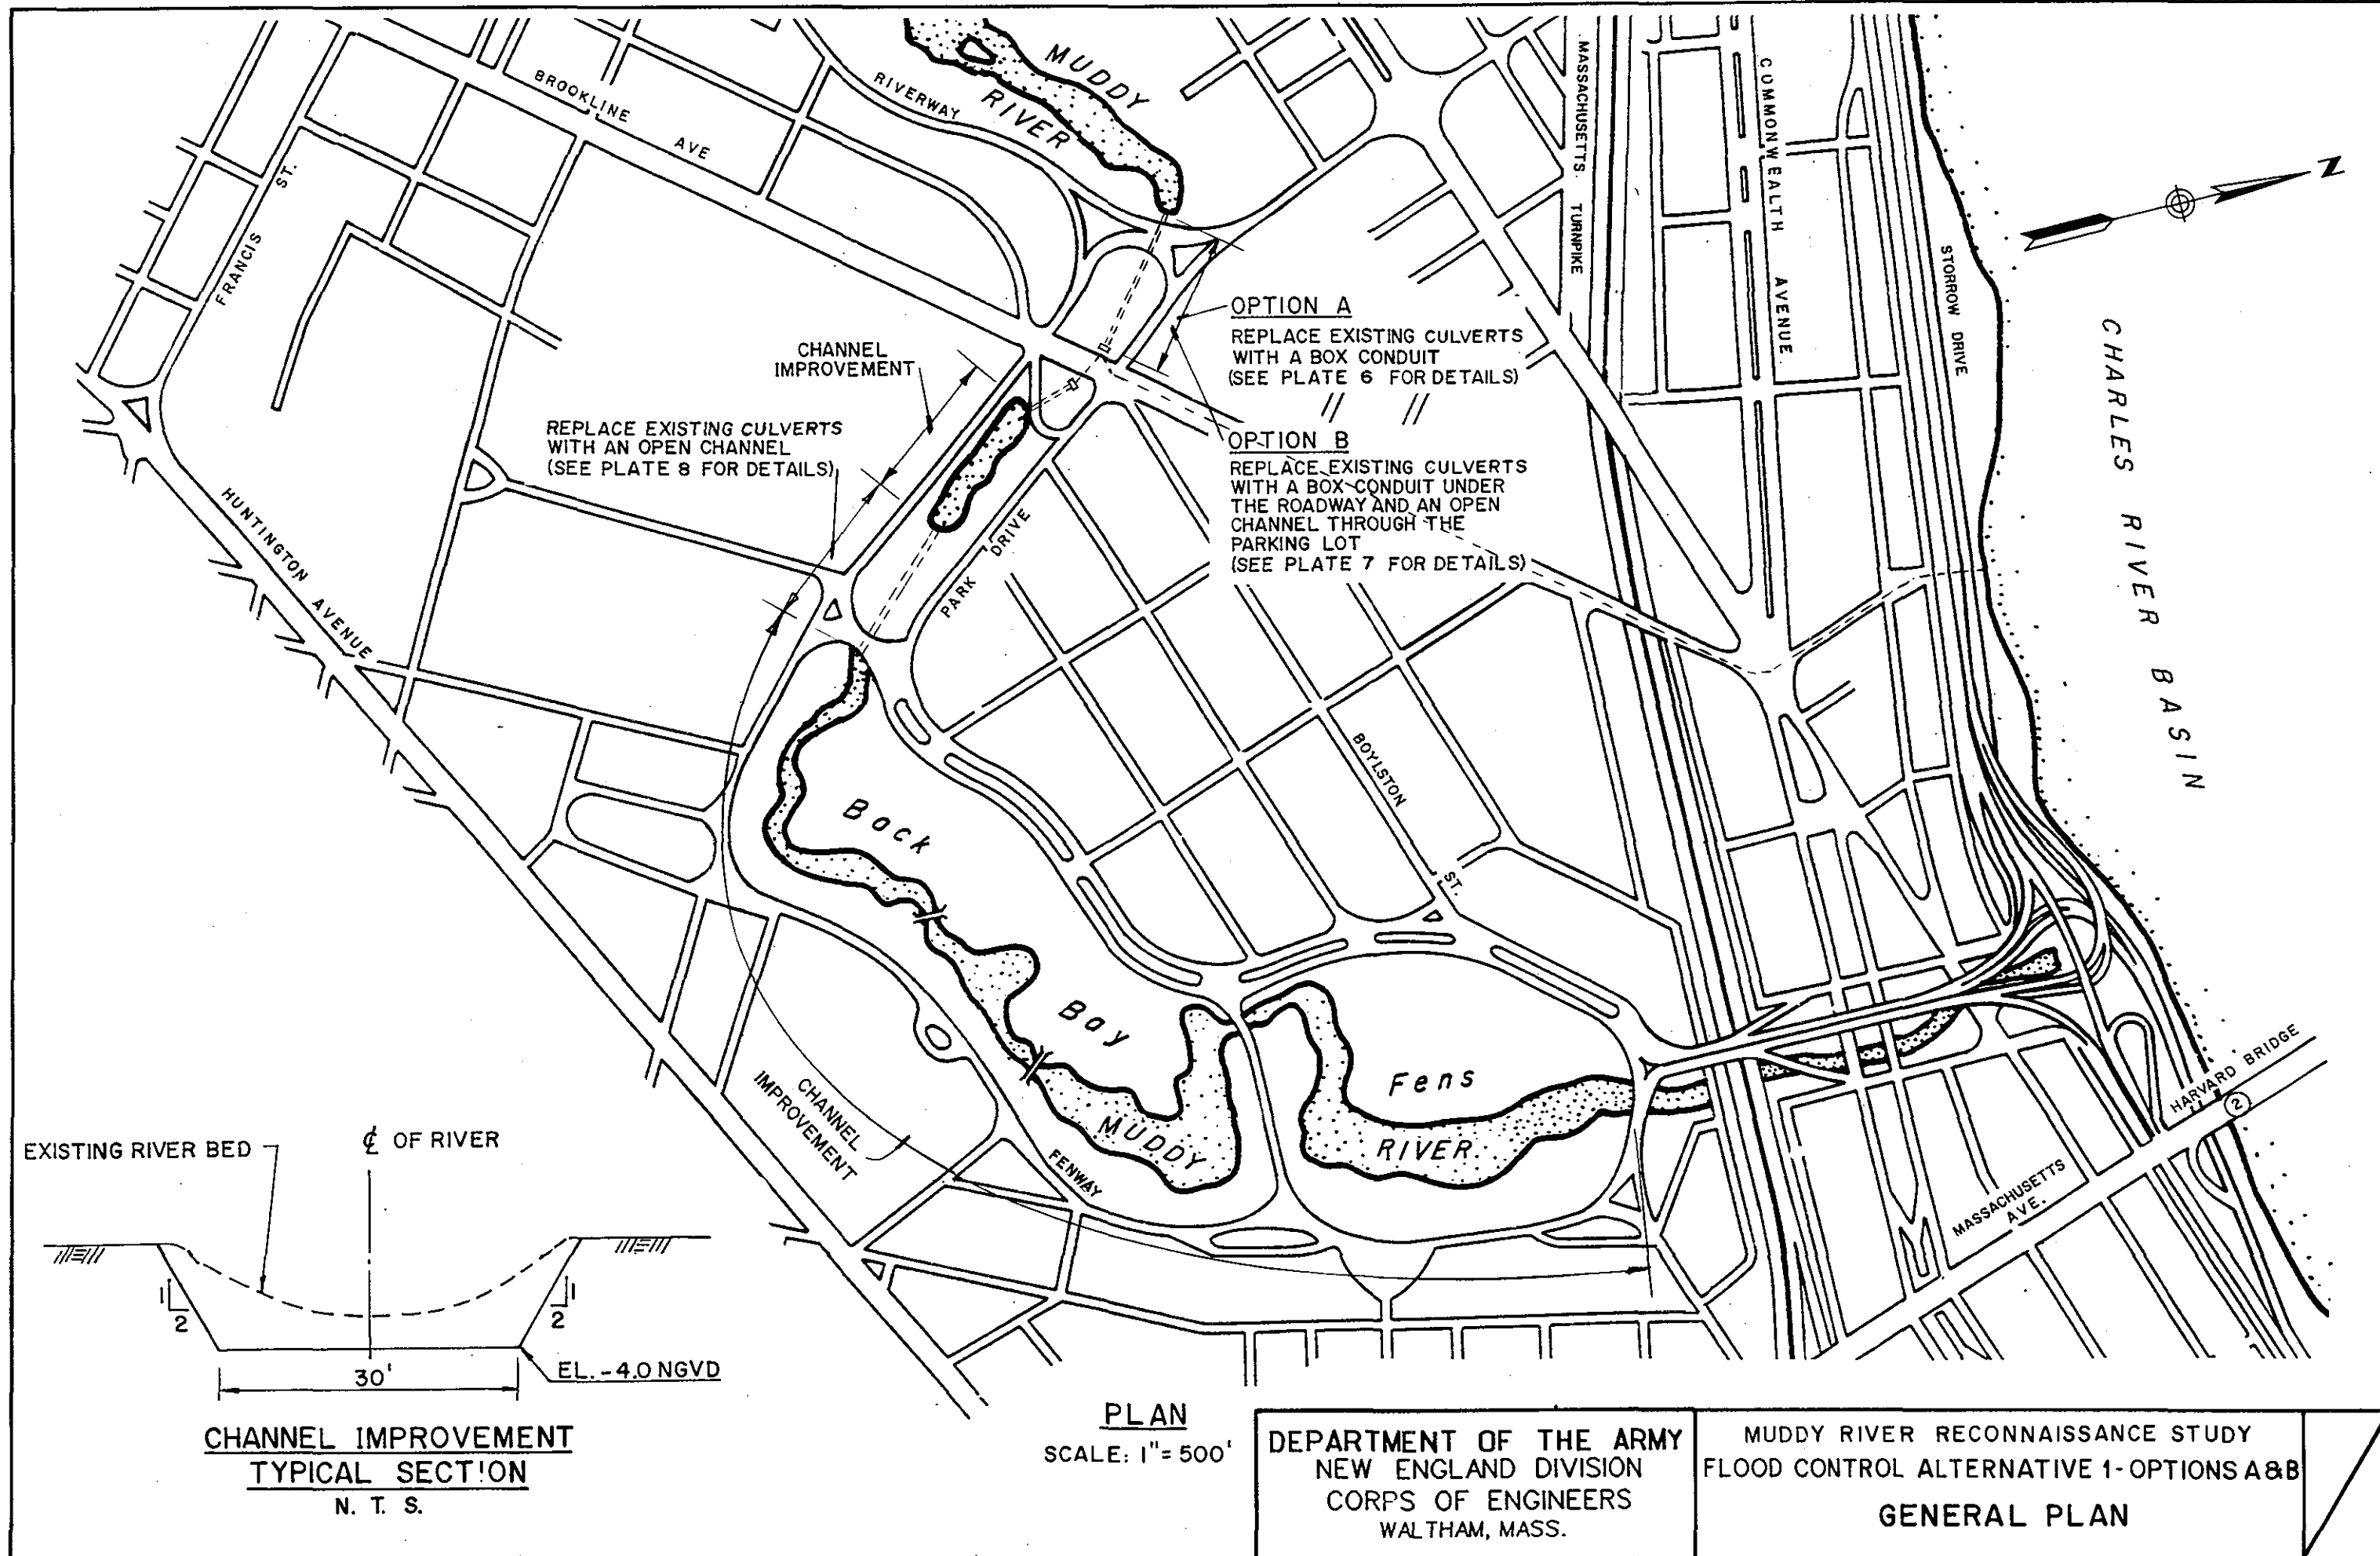 MUDDY
RIVER
RIVERWAY
BROOKLINE
AVE
FRANCIS
ST.
HUNTINGTON
AVENUE
MASSACHUSETTS
TURNPIKE
COMMONWEALTH
AVENUE
STORROW DRIVE
N
CHARLES RIVER BASIN
CHANNEL
IMPROVEMENT
REPLACE EXISTING CULVERTS
WITH AN OPEN CHANNEL
(SEE PLATE 8 FOR DETAILS)
OPTION A
REPLACE EXISTING CULVERTS
WITH A BOX CONDUIT
(SEE PLATE 6 FOR DETAILS)
OPTION B
REPLACE EXISTING CULVERTS
WITH A BOX CONDUIT UNDER
THE ROADWAY AND AN OPEN
CHANNEL THROUGH THE
PARKING LOT
(SEE PLATE 7 FOR DETAILS)
PARK DRIVE
BOYLSTON
ST.
Back
Bay
Fens
MUDDY
RIVER
FENWAY
CHANNEL
IMPROVEMENT
HARVARD BRIDGE
2
MASSACHUSETTS
AVE.
EXISTING RIVER BED
℄ OF RIVER
1
2
1
2
30'
EL. -4.0 NGVD
CHANNEL IMPROVEMENT
TYPICAL SECT!ON
N. T. S.
PLAN
SCALE: 1"= 500'
DEPARTMENT OF THE ARMY
NEW ENGLAND DIVISION
CORPS OF ENGINEERS
WALTHAM, MASS.
MUDDY RIVER RECONNAISSANCE STUDY
FLOOD CONTROL ALTERNATIVE 1-OPTIONS A&B
GENERAL PLAN